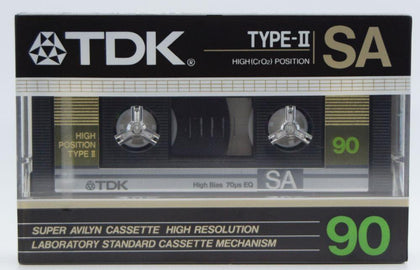 TDK® TYPE-II SA
HIGH (CrO2) POSITION
HIGH
POSITION
TYPE II
90
TDK High Bias 70µs EQ SA
SUPER AVILYN CASSETTE HIGH RESOLUTION
LABORATORY STANDARD CASSETTE MECHANISM
90